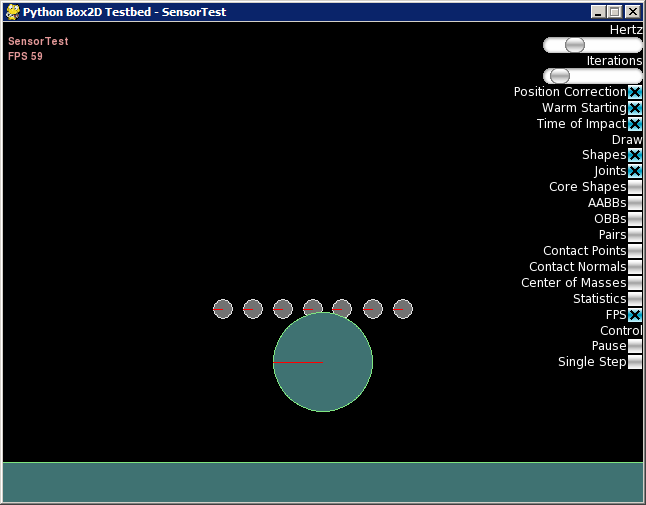 Python Box2D Testbed - SensorTest
Hertz
SensorTest
FPS 59
Iterations
Position Correction
Warm Starting
Time of Impact
Draw
Shapes
Joints
Core Shapes
AABBs
OBBs
Pairs
Contact Points
Contact Normals
Center of Masses
Statistics
FPS
Control
Pause
Single Step